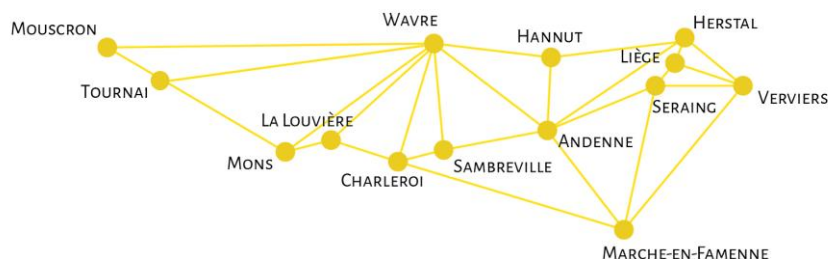 Mouscron
Wavre
Herstal
Hannut
Liège
Tournai
La Louvière
Seraing
Verviers
Andenne
Mons
Sambreville
Charleroi
Marche-en-Famenne